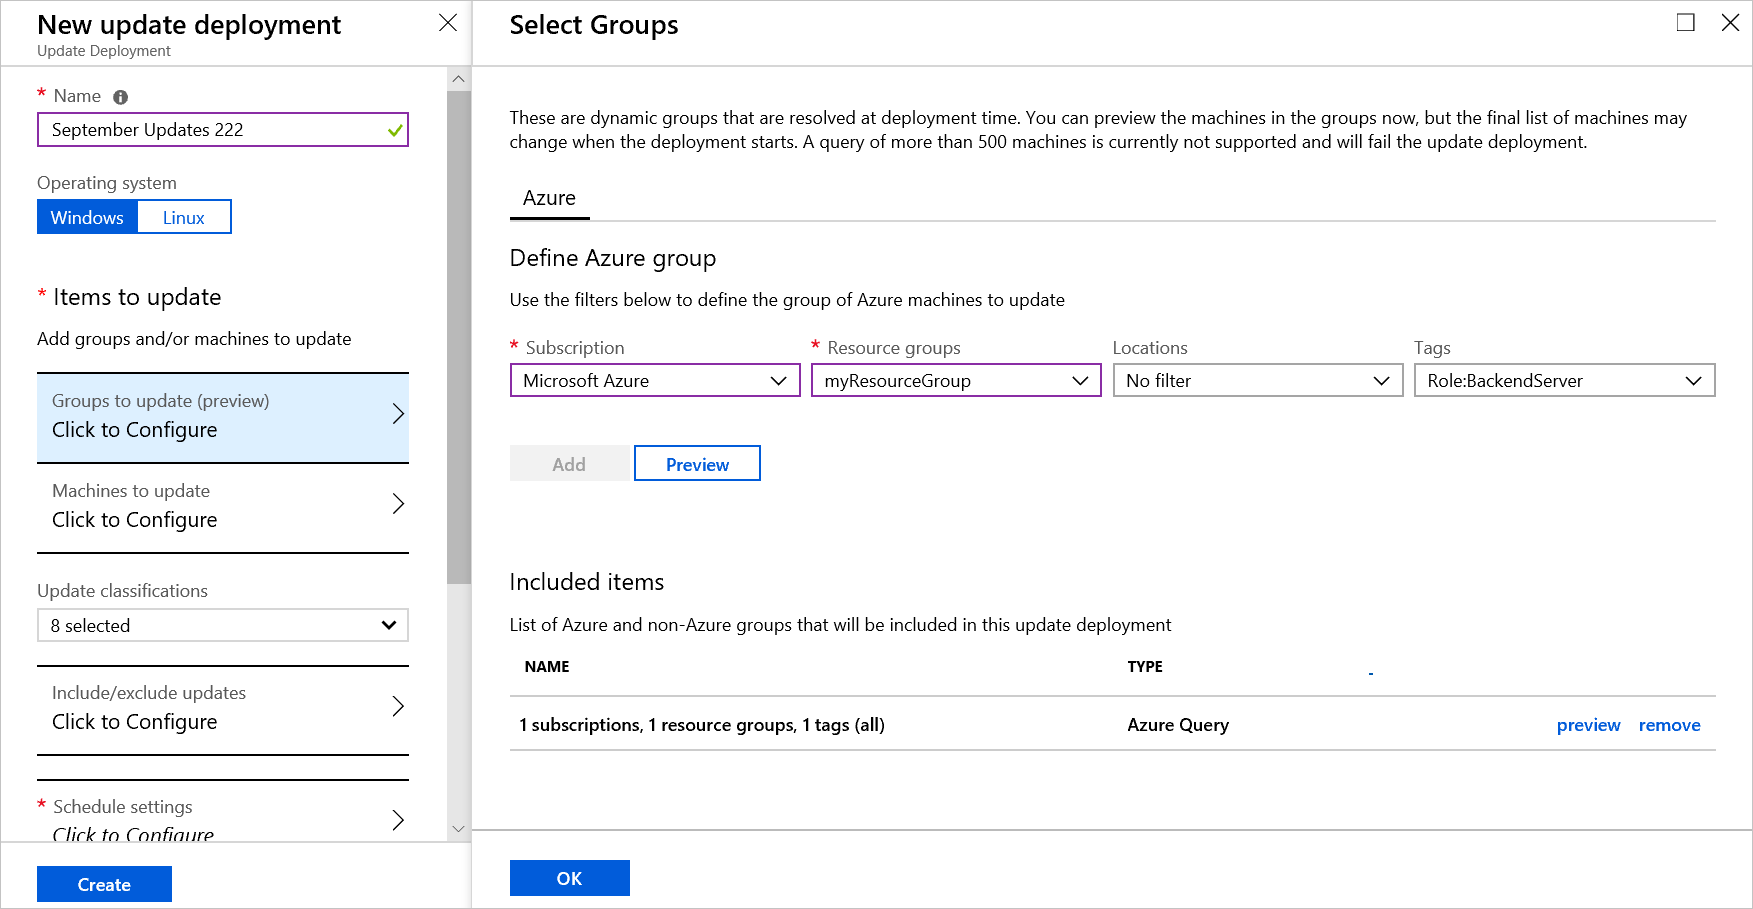 New update deployment
Update Deployment
* Name
September Updates 222
Operating system
Windows Linux
* Items to update
Add groups and/or machines to update
Groups to update (preview)
Click to Configure
Machines to update
Click to Configure
Update classifications
8 selected
Include/exclude updates
Click to Configure
* Schedule settings
Click to Configure
Create
Select Groups
These are dynamic groups that are resolved at deployment time. You can preview the machines in the groups now, but the final list of machines may
change when the deployment starts. A query of more than 500 machines is currently not supported and will fail the update deployment.
Azure
Define Azure group
Use the filters below to define the group of Azure machines to update
* Subscription * Resource groups Locations Tags
Microsoft Azure myResourceGroup No filter Role:BackendServer
Add Preview
Included items
List of Azure and non-Azure groups that will be included in this update deployment
NAME TYPE -
1 subscriptions, 1 resource groups, 1 tags (all) Azure Query preview remove
OK